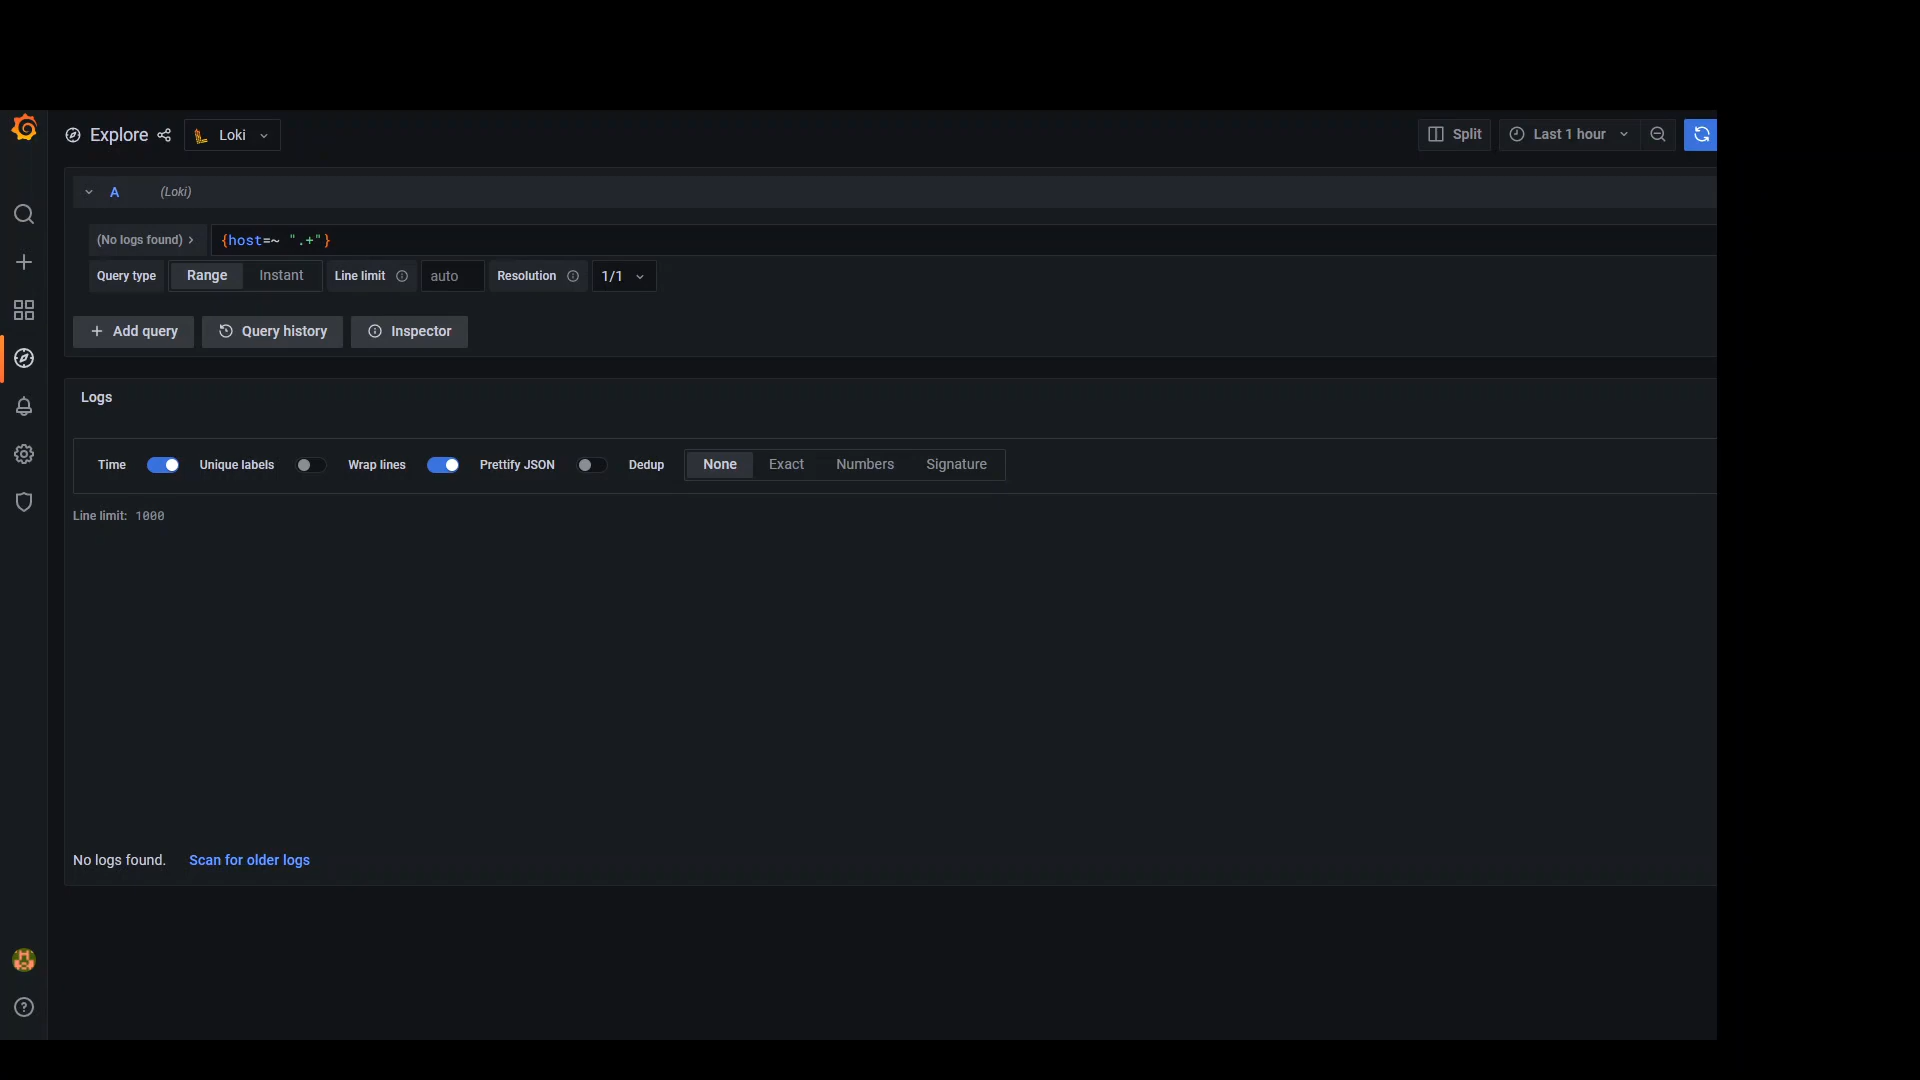 Explore Loki Split Last 1 hour
A (Loki)
(No logs found) > {host=~ ".+"}
Query type Range Instant Line limit auto Resolution 1/1
+ Add query Query history Inspector
Logs
Time Unique labels Wrap lines Prettify JSON Dedup None Exact Numbers Signature
Line limit: 1000
No logs found. Scan for older logs